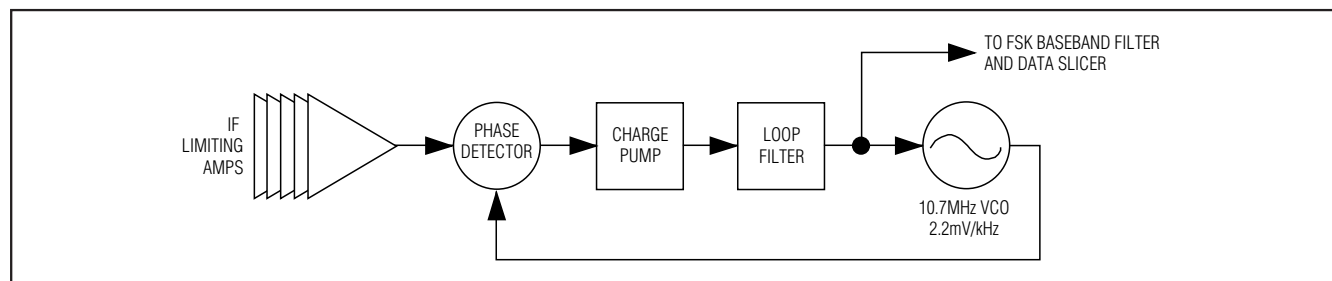 TO FSK BASEBAND FILTER
AND DATA SLICER
IF
LIMITING
AMPS
PHASE
DETECTOR
CHARGE
PUMP
LOOP
FILTER
10.7MHz VCO
2.2mV/kHz